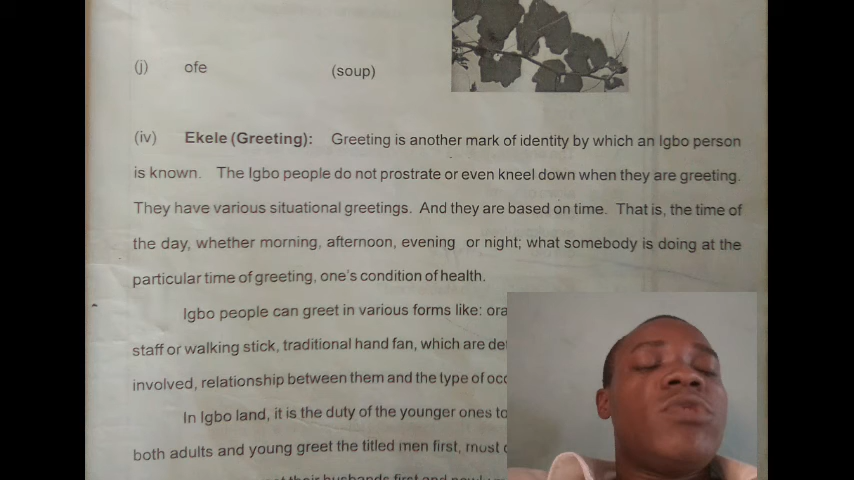 (j) ofe (soup)
(iv) Ekele (Greeting): Greeting is another mark of identity by which an Igbo person
is known. The Igbo people do not prostrate or even kneel down when they are greeting.
They have various situational greetings. And they are based on time. That is, the time of
the day, whether morning, afternoon, evening or night; what somebody is doing at the
particular time of greeting, one's condition of health.
Igbo people can greet in various forms like:
staff or walking stick, traditional hand fan, which are
involved, relationship between them and the type of
In Igbo land, it is the duty of the younger ones to
both adults and young greet the titled men first, most
their husbands first and